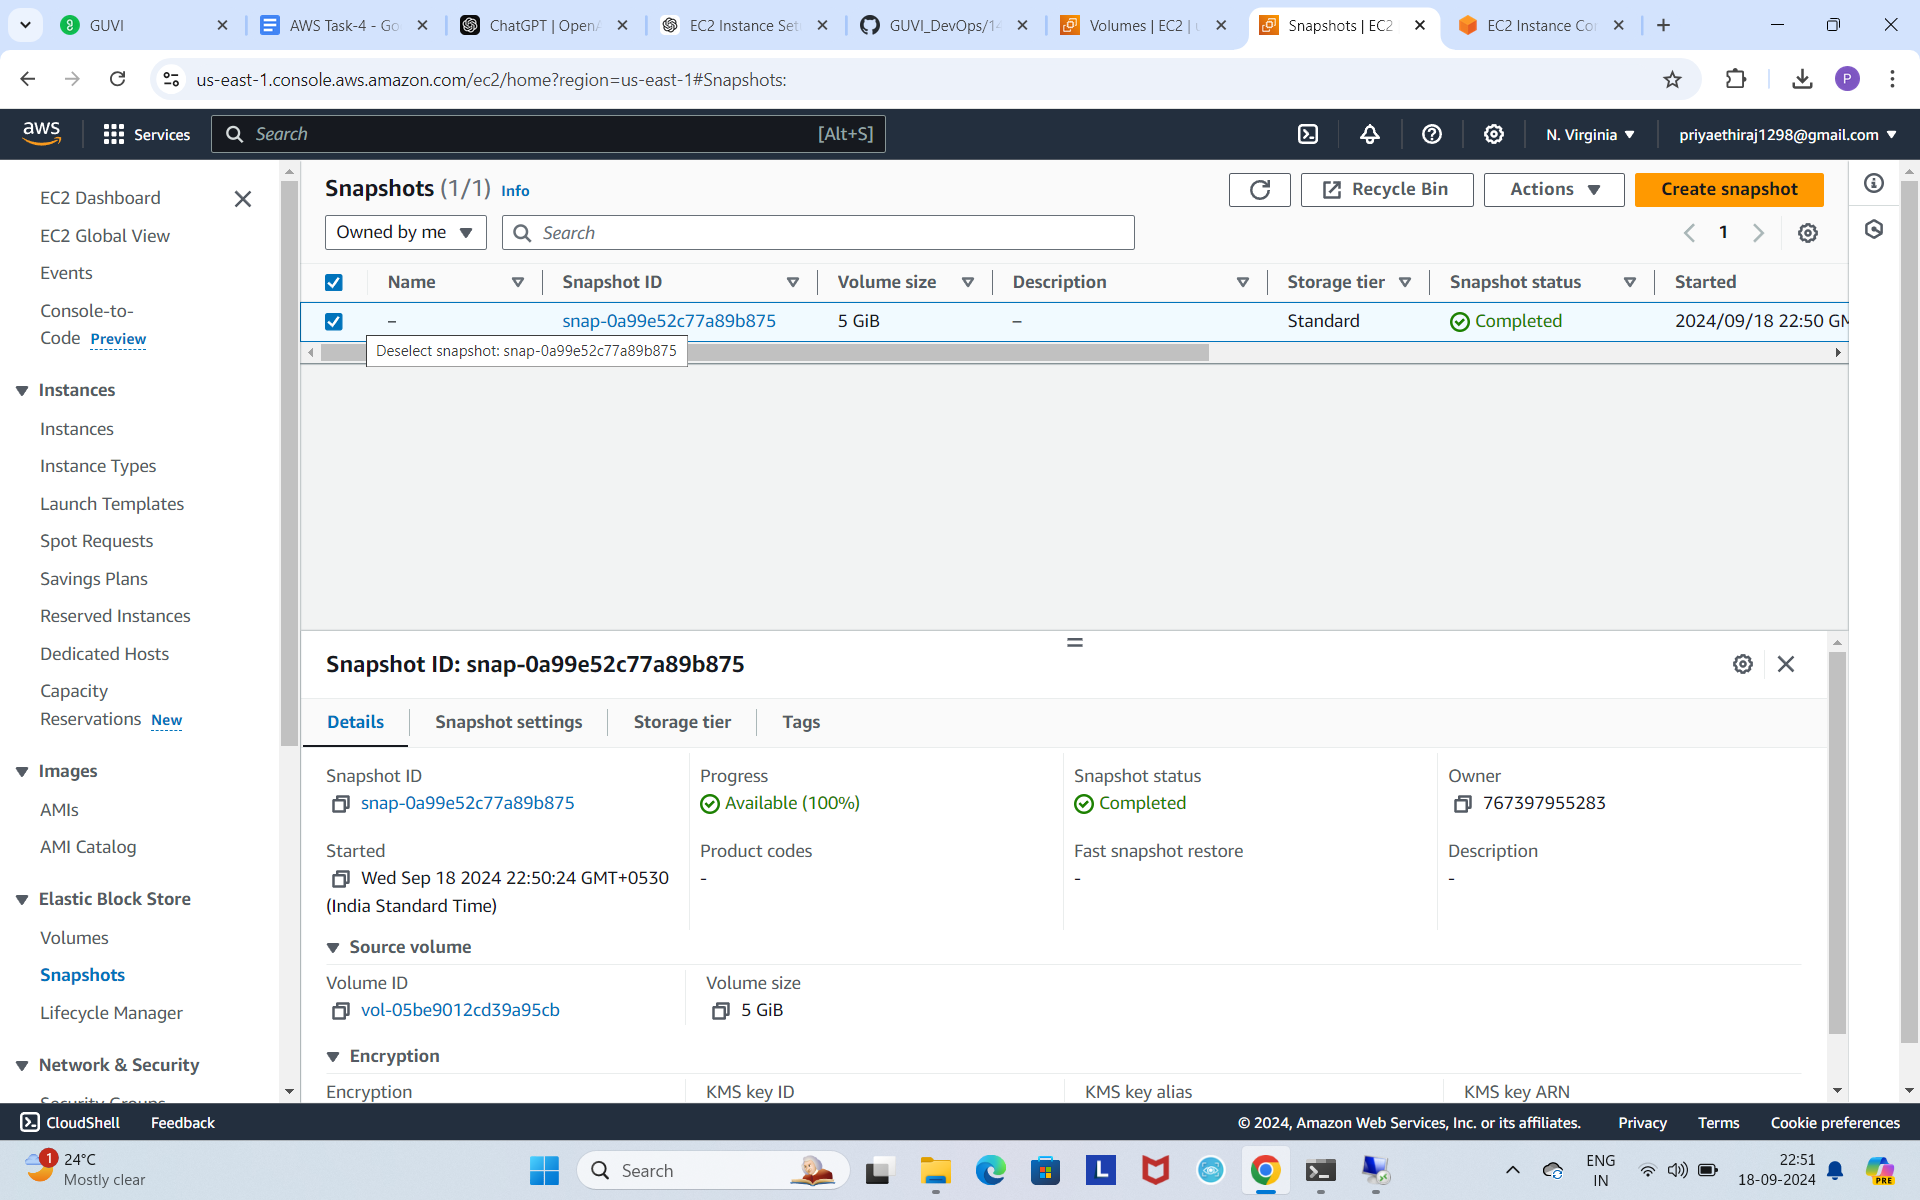 GUVI
AWS Task-4 - Go
ChatGPT | OpenA
EC2 Instance Set
GUVI_DevOps/14
Volumes | EC2 | u
Snapshots | EC2
EC2 Instance Con
us-east-1.console.aws.amazon.com/ec2/home?region=us-east-1#Snapshots:
P
aws
Services
Search
[Alt+S]
N. Virginia
priyaethiraj1298@gmail.com
EC2 Dashboard
EC2 Global View
Events
Console-to-
Code Preview
Instances
Instances
Instance Types
Launch Templates
Spot Requests
Savings Plans
Reserved Instances
Dedicated Hosts
Capacity
Reservations New
Images
AMIs
AMI Catalog
Elastic Block Store
Volumes
Snapshots
Lifecycle Manager
Network & Security
Security Groups
Snapshots (1/1) Info
Recycle Bin
Actions
Create snapshot
Owned by me
Search
1
Name Snapshot ID Volume size Description Storage tier Snapshot status Started
– snap-0a99e52c77a89b875 5 GiB – Standard Completed 2024/09/18 22:50 GM
Deselect snapshot: snap-0a99e52c77a89b875
Snapshot ID: snap-0a99e52c77a89b875
Details Snapshot settings Storage tier Tags
Snapshot ID
snap-0a99e52c77a89b875
Progress
Available (100%)
Snapshot status
Completed
Owner
767397955283
Started
Wed Sep 18 2024 22:50:24 GMT+0530
(India Standard Time)
Product codes
-
Fast snapshot restore
-
Description
-
Source volume
Volume ID
vol-05be9012cd39a95cb
Volume size
5 GiB
Encryption
Encryption KMS key ID KMS key alias KMS key ARN
CloudShell Feedback © 2024, Amazon Web Services, Inc. or its affiliates. Privacy Terms Cookie preferences
1
24°C
Mostly clear
Search
L
ENG
IN
22:51
18-09-2024
PRE